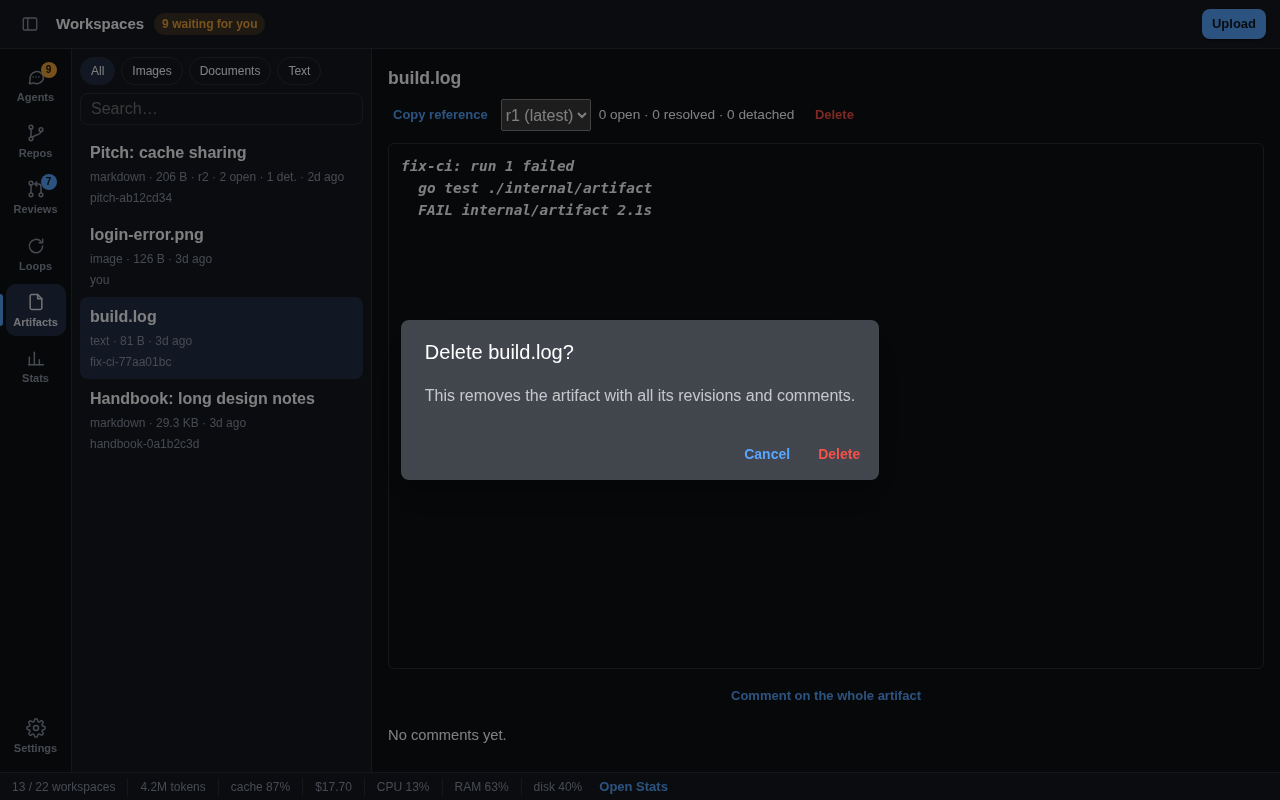 Workspaces
9 waiting for you
Upload
9
Agents
Repos
7
Reviews
Loops
Artifacts
Stats
Settings
All
Images
Documents
Text
Search…
Pitch: cache sharing
markdown · 206 B · r2 · 2 open · 1 det. · 2d ago
pitch-ab12cd34
login-error.png
image · 126 B · 3d ago
you
build.log
text · 81 B · 3d ago
fix-ci-77aa01bc
Handbook: long design notes
markdown · 29.3 KB · 3d ago
handbook-0a1b2c3d
build.log
Copy reference
r1 (latest)
0 open · 0 resolved · 0 detached
Delete
fix-ci: run 1 failed
go test ./internal/artifact
FAIL internal/artifact 2.1s
Delete build.log?
This removes the artifact with all its revisions and comments.
Cancel
Delete
Comment on the whole artifact
No comments yet.
13 / 22 workspaces
4.2M tokens
cache 87%
$17.70
CPU 13%
RAM 63%
disk 40%
Open Stats